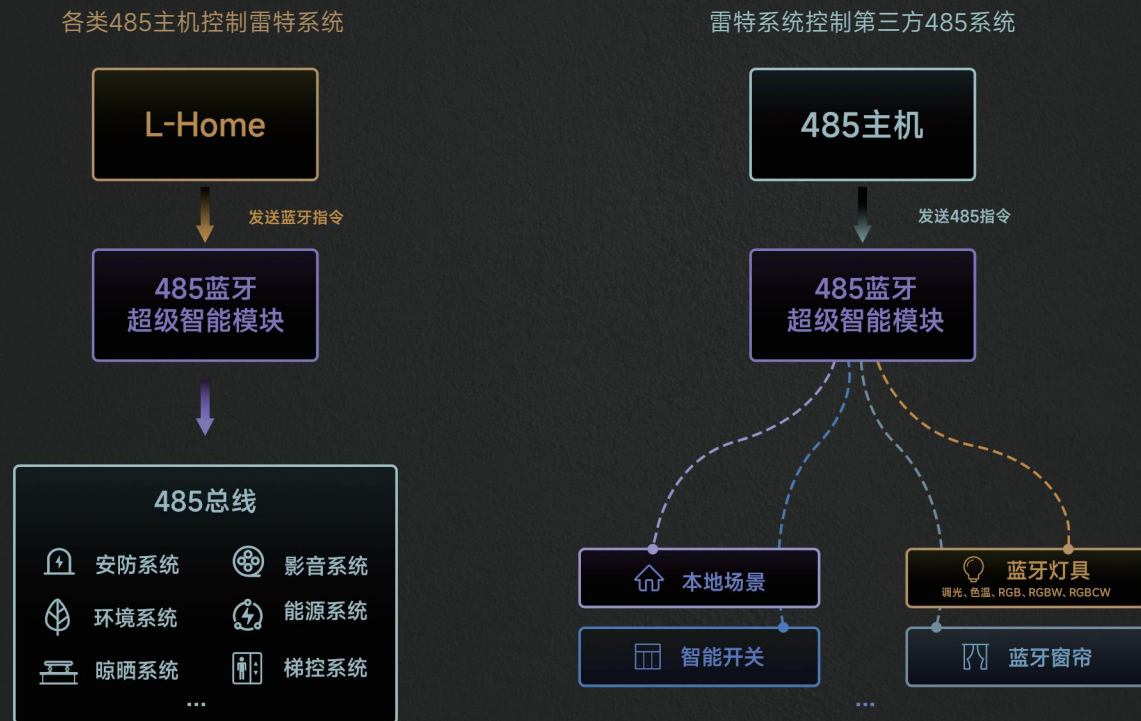 各类485主机控制雷特系统
L-Home
发送蓝牙指令
485蓝牙
超级智能模块
485总线
安防系统
影音系统
环境系统
能源系统
晾晒系统
梯控系统
...
雷特系统控制第三方485系统
485主机
发送485指令
485蓝牙
超级智能模块
本地场景
蓝牙灯具
调光、色温、RGB、RGBW、RGBCW
智能开关
蓝牙窗帘
...